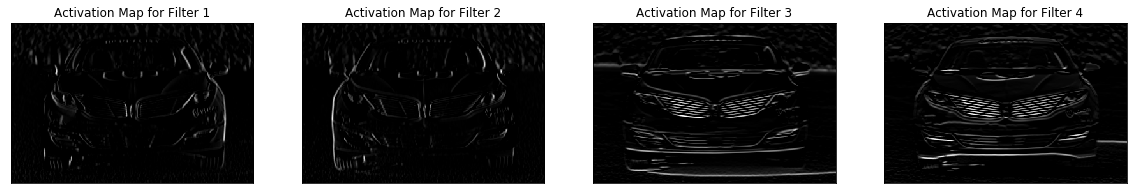 Activation Map for Filter 1
Activation Map for Filter 2
Activation Map for Filter 3
Activation Map for Filter 4